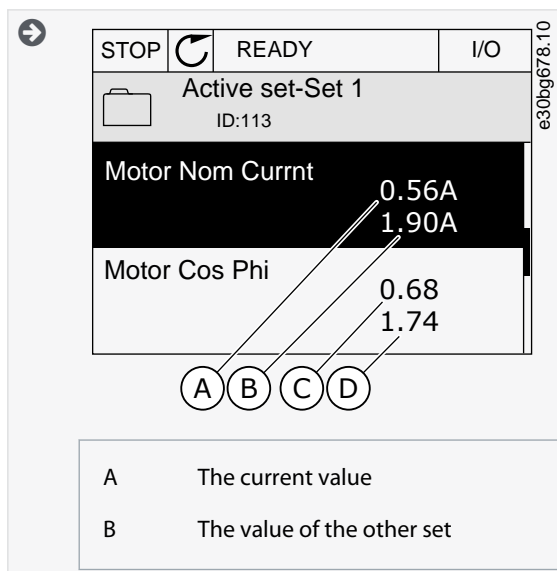 STOP READY I/O
Active set-Set 1
ID:113
Motor Nom Currnt
0.56A
1.90A
Motor Cos Phi
0.68
1.74
A B C D
e30bg678.10
A The current value
B The value of the other set